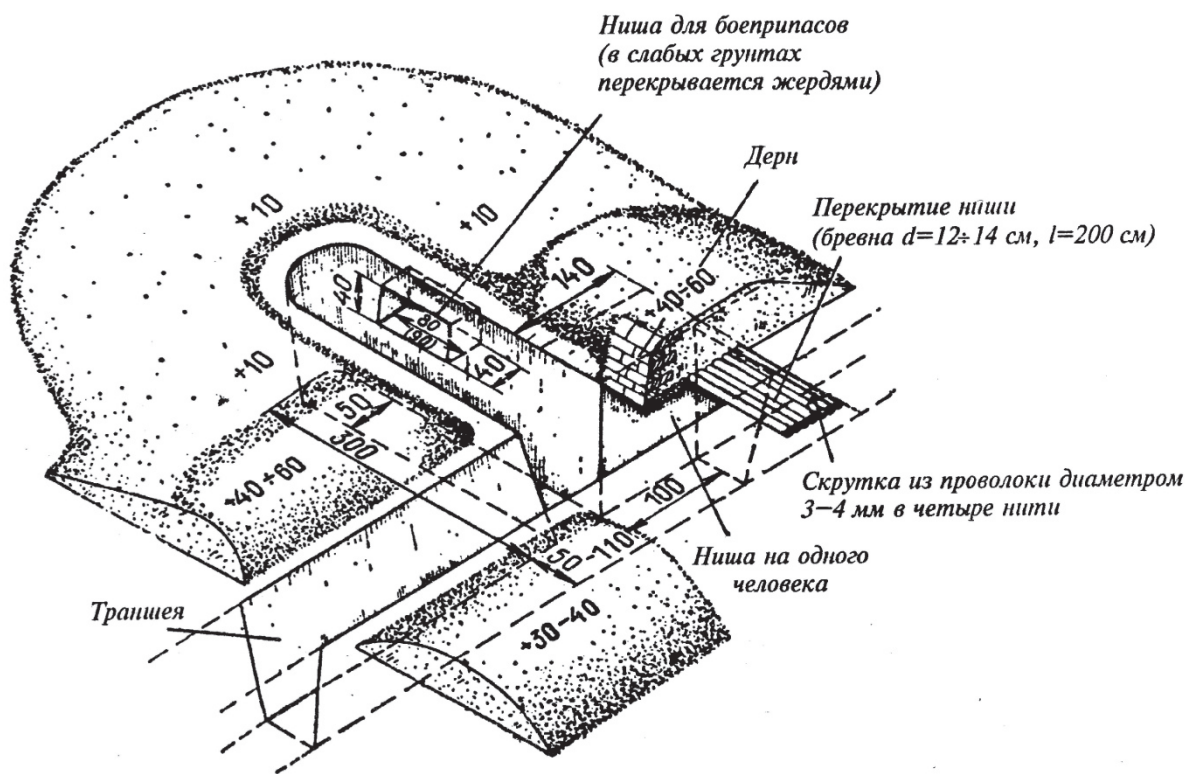 Ниша для боеприпасов
(в слабых грунтах
перекрывается жердями)
Дерн
Перекрытие ниши
(бревна d=12÷14 см, l=200 см)
+10
+10
140
+40÷60
40
80
40
+10
50
300
100
Скрутка из проволоки диаметром
3−4 мм в четыре нити
-40÷60
50-110
Ниша на одного
человека
Траншея
+30-40